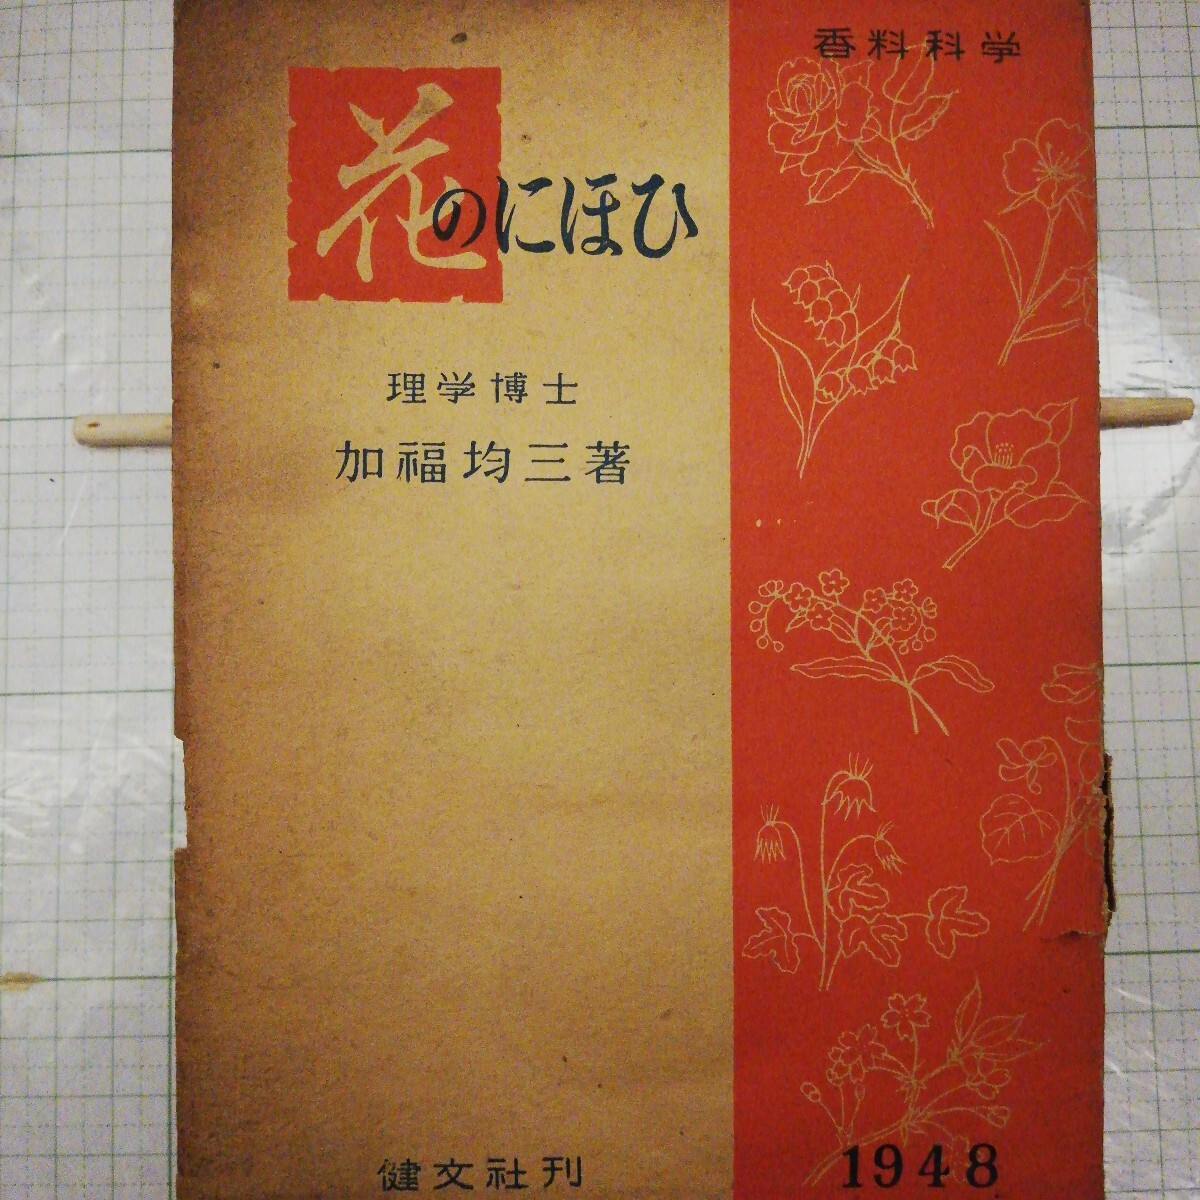 香料科学
花のにほひ
理学博士
加福均三著
健文社刊
1948